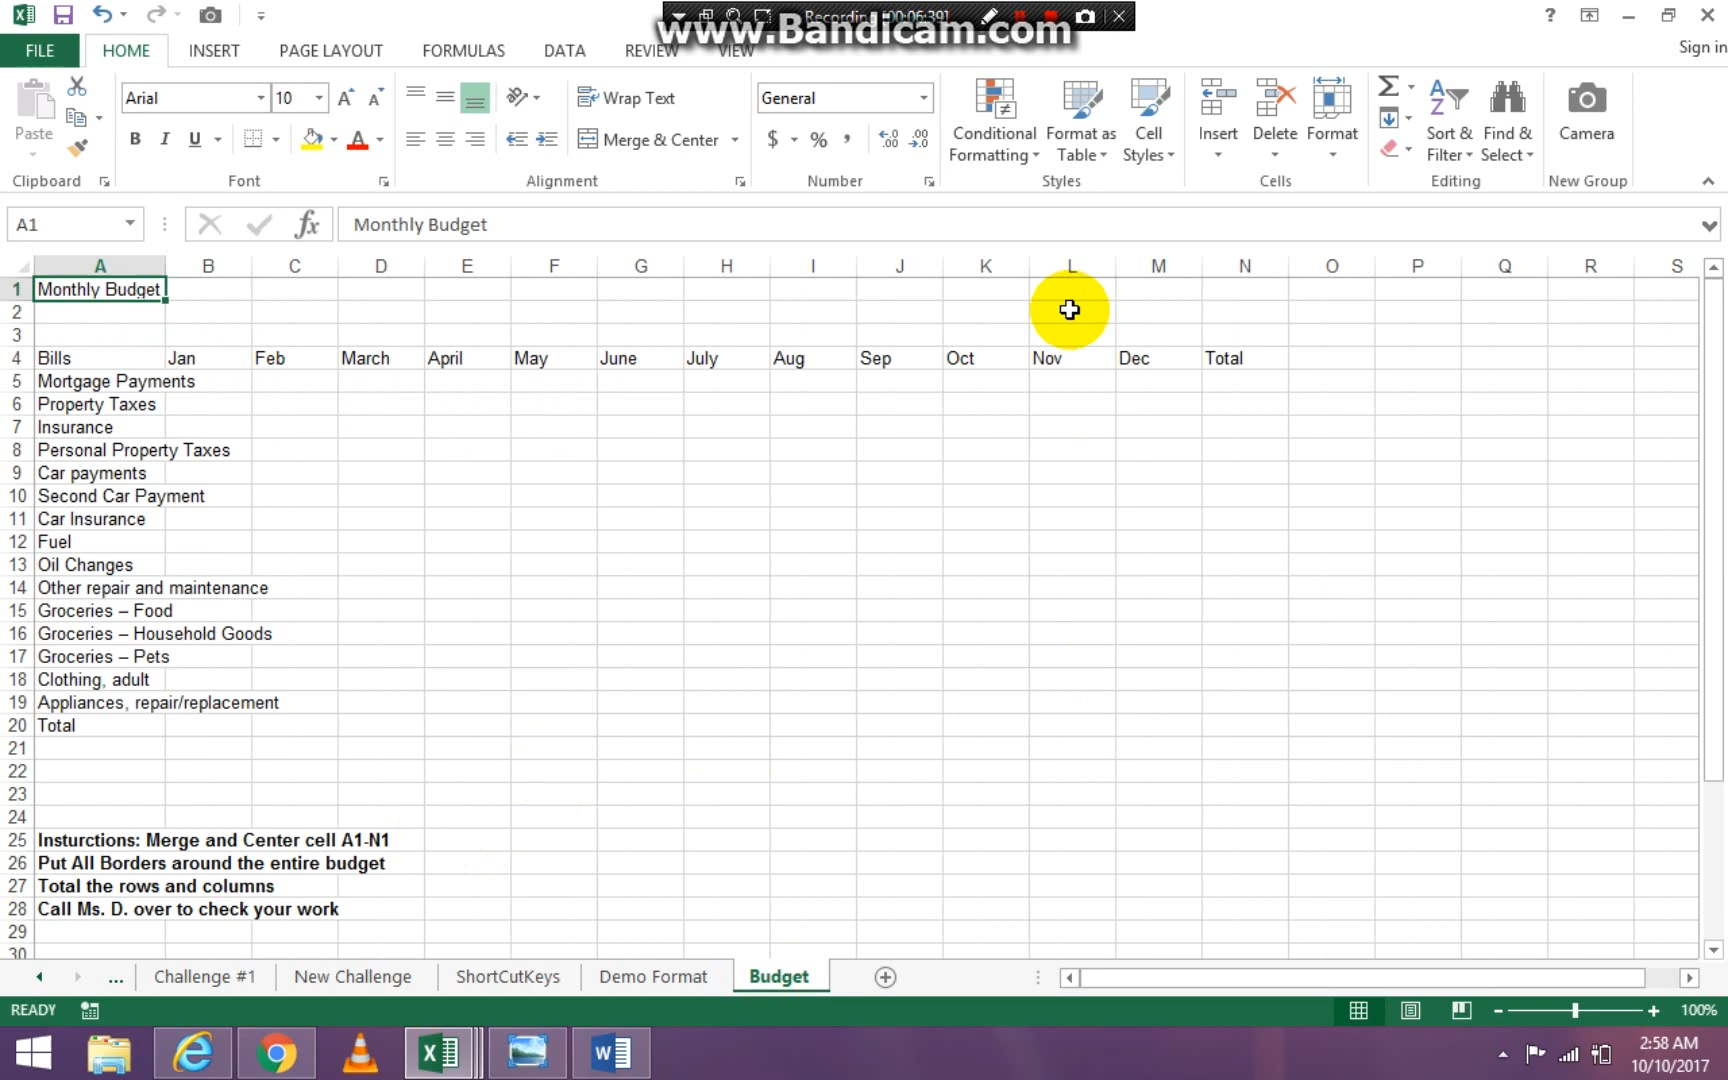 Recording [00:06:39]
www.Bandicam.com
Sign in
FILE HOME INSERT PAGE LAYOUT FORMULAS DATA REVIEW VIEW
Paste
Clipboard
Arial 10
B I U
Font
Wrap Text
Merge & Center
Alignment
General
$ % ,
Number
Conditional Formatting
Format as Table
Cell Styles
Styles
Insert Delete Format
Cells
Sort & Filter
Find & Select
Editing
Camera
New Group
A1 fx Monthly Budget
A B C D E F G H I J K L M N O P Q R S
1 Monthly Budget
2
3
4 Bills Jan Feb March April May June July Aug Sep Oct Nov Dec Total
5 Mortgage Payments
6 Property Taxes
7 Insurance
8 Personal Property Taxes
9 Car payments
10 Second Car Payment
11 Car Insurance
12 Fuel
13 Oil Changes
14 Other repair and maintenance
15 Groceries – Food
16 Groceries – Household Goods
17 Groceries – Pets
18 Clothing, adult
19 Appliances, repair/replacement
20 Total
21
22
23
24
25 Insturctions: Merge and Center cell A1-N1
26 Put All Borders around the entire budget
27 Total the rows and columns
28 Call Ms. D. over to check your work
29
30
... Challenge #1 New Challenge ShortCutKeys Demo Format Budget
READY 100%
2:58 AM
10/10/2017